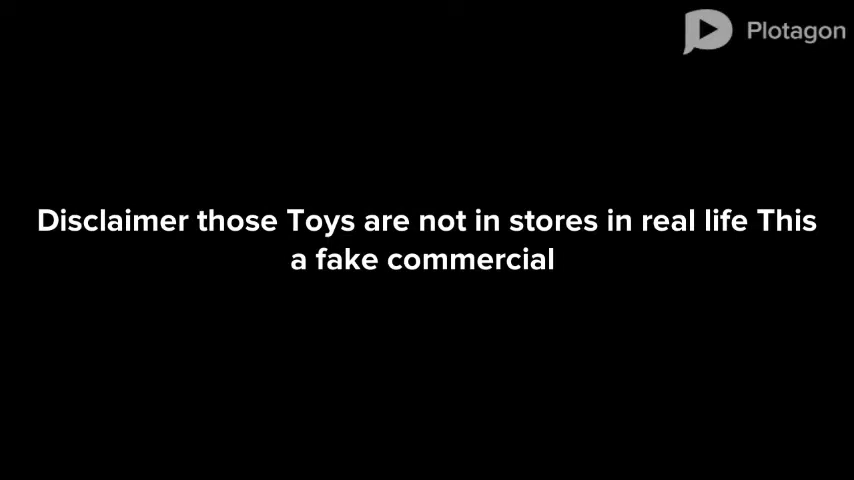 Plotagon
Disclaimer those Toys are not in stores in real life This
a fake commercial